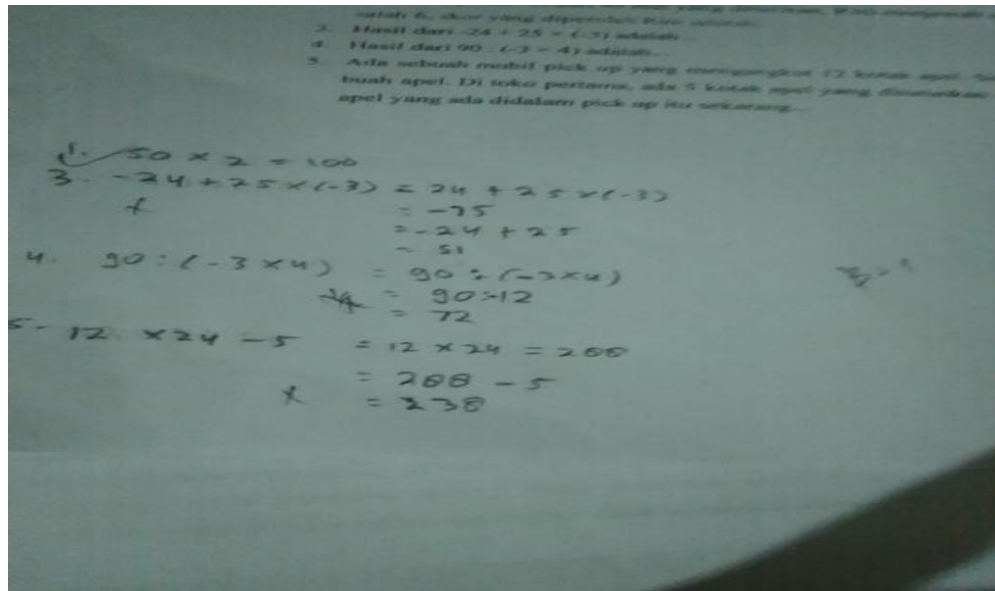 salah 6, skor yang diperoleh Riro adalah
3. Hasil dari -24 + 25 × (-3) adalah...
4. Hasil dari 90 : (-3 × 4) adalah...
5. Ada sebuah mobil pick up yang mengangkut 12 kotak apel.
buah apel. Di toko pertama, ada 5 kotak apel yang diturunkan
apel yang ada didalam pick up itu sekarang...
1. 50 × 2 = 100
3. -24 + 25 × (-3) = 24 + 25 × (-3)
= -75
= -24 + 25
= 51
4. 90 : (-3 × 4) = 90 : (-3 × 4)
= 90 : -12
= 72
5. 12 × 24 - 5 = 12 × 24 = 288
= 288 - 5
= 238